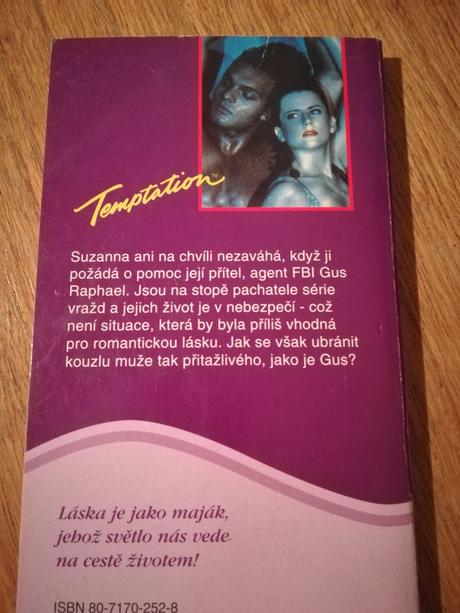 Temptation™
Suzanna ani na chvíli nezaváhá, když ji
požádá o pomoc její přítel, agent FBI Gus
Raphael. Jsou na stopě pachatele série
vražd a jejich život je v nebezpečí - což
není situace, která by byla příliš vhodná
pro romantickou lásku. Jak se však ubránit
kouzlu muže tak přitažlivého, jako je Gus?
Láska je jako maják,
jehož světlo nás vede
na cestě životem!
ISBN 80-7170-252-8